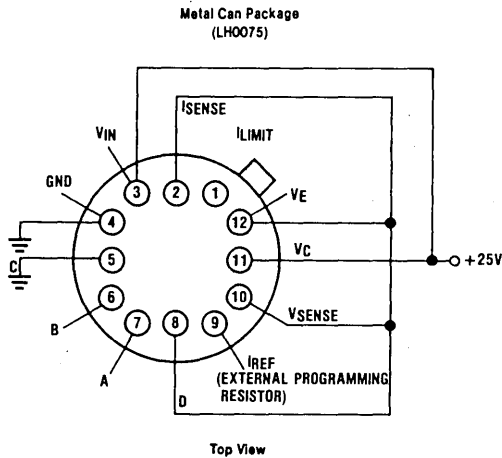 Metal Can Package
(LH0075)
ISENSE
ILIMIT
VIN
GND
VE
3
2
1
4
12
C
5
11
VC
+25V
6
10
B
VSENSE
7
8
9
A
D
IREF
(EXTERNAL PROGRAMMING
RESISTOR)
Top View